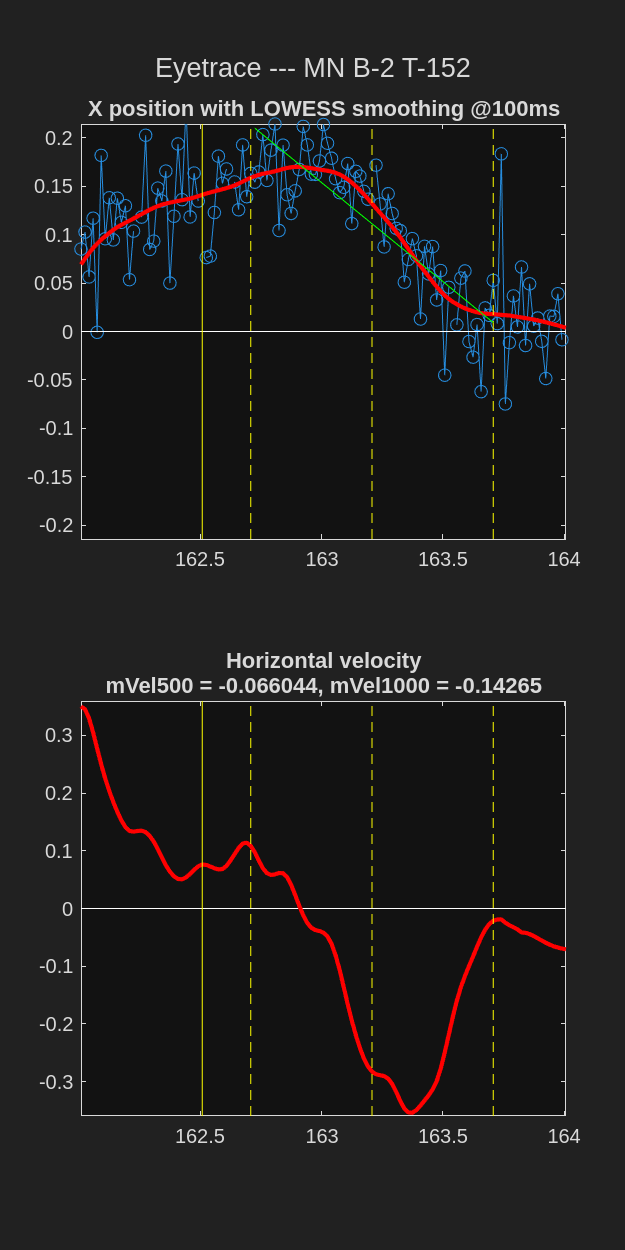 Eyetrace --- MN B-2 T-152
X position with LOWESS smoothing @100ms
0.2
0.15
0.1
0.05
0
-0.05
-0.1
-0.15
-0.2
162.5 163 163.5 164
Horizontal velocity
mVel500 = -0.066044, mVel1000 = -0.14265
0.3
0.2
0.1
0
-0.1
-0.2
-0.3
162.5 163 163.5 164